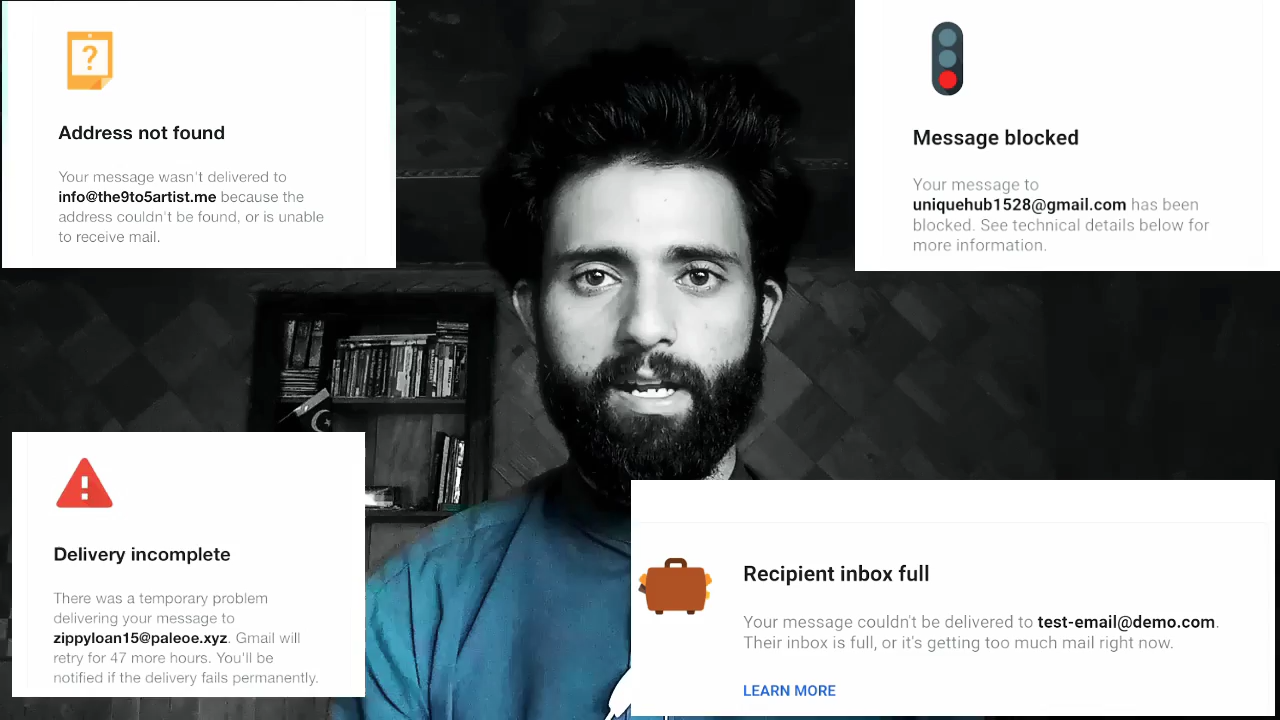 Address not found
Your message wasn't delivered to
info@the9to5artist.me because the
address couldn't be found, or is unable
to receive mail.
Message blocked
Your message to
uniquehub1528@gmail.com has been
blocked. See technical details below for
more information.
Delivery incomplete
There was a temporary problem
delivering your message to
zippyloan15@paleoe.xyz. Gmail will
retry for 47 more hours. You'll be
notified if the delivery fails permanently.
Recipient inbox full
Your message couldn't be delivered to test-email@demo.com.
Their inbox is full, or it's getting too much mail right now.
LEARN MORE